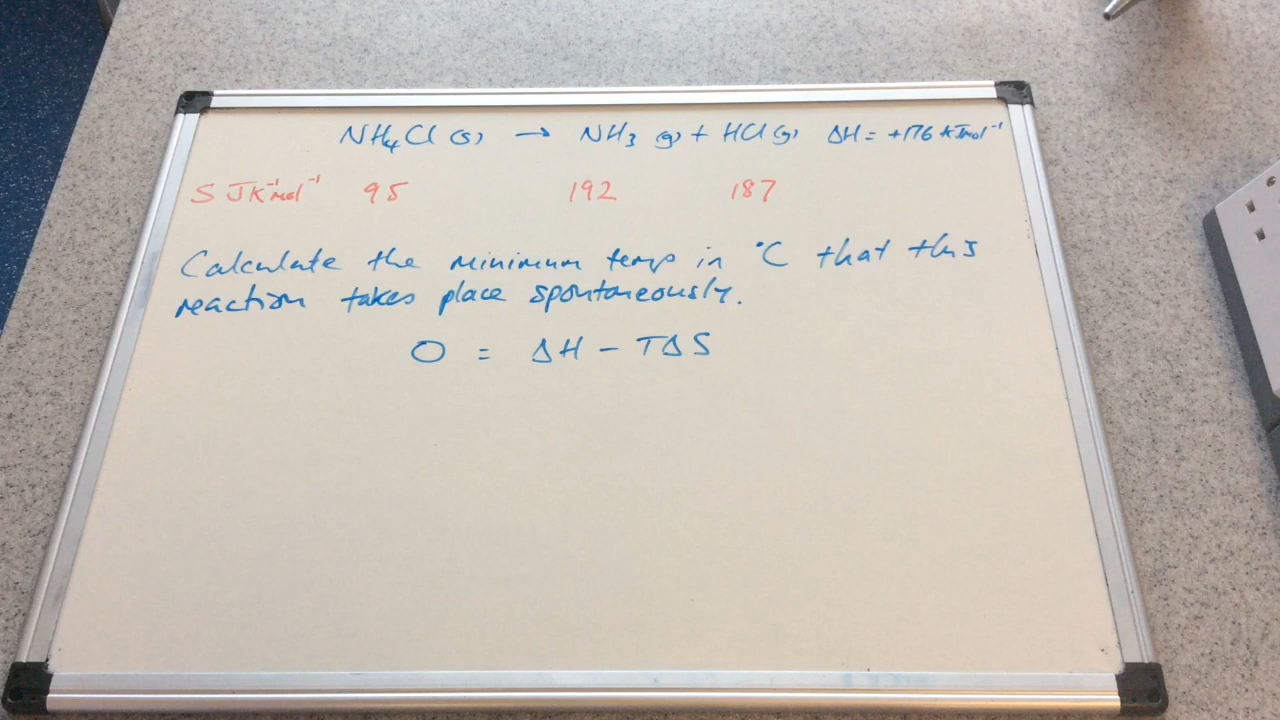 NH₄Cl (s) → NH₃ (g) + HCl (g) ΔH = +176 kJmol⁻¹
S JK⁻¹mol⁻¹ 95 192 187
Calculate the minimum temp in °C that this
reaction takes place spontaneously.
O = ΔH - TΔS